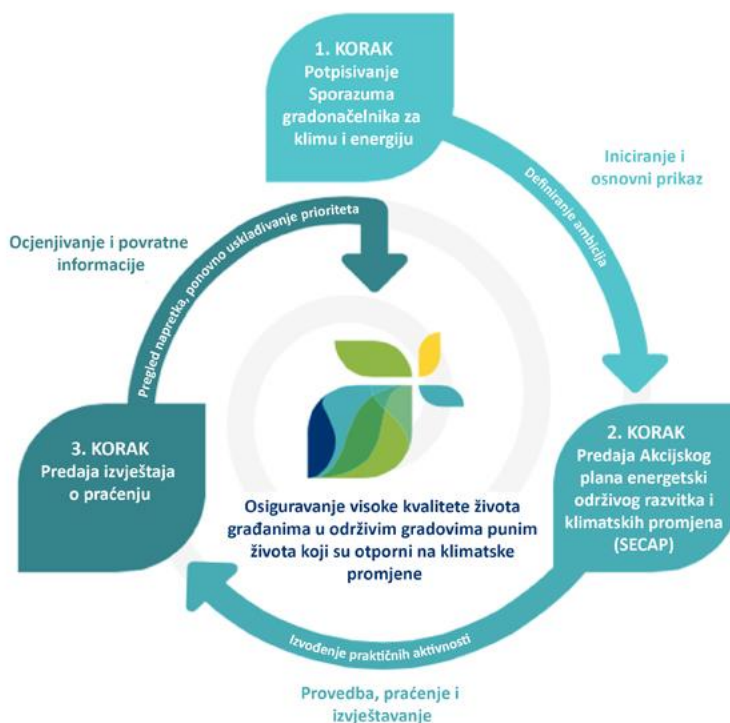 1. KORAK
Potpisivanje
Sporazuma
gradonačelnika za
klimu i energiju
Definiranje ambicija
Iniciranje i
osnovni prikaz
2. KORAK
Predaja Akcijskog
plana energetski
održivog razvitka i
klimatskih promjena
(SECAP)
Izvođenje praktičnih aktivnosti
Provedba, praćenje i
izvještavanje
3. KORAK
Predaja izvještaja
o praćenju
Pregled napretka, ponovno usklađivanje prioriteta
Ocjenjivanje i povratne
informacije
Osiguravanje visoke kvalitete života
građanima u održivim gradovima punim
života koji su otporni na klimatske
promjene